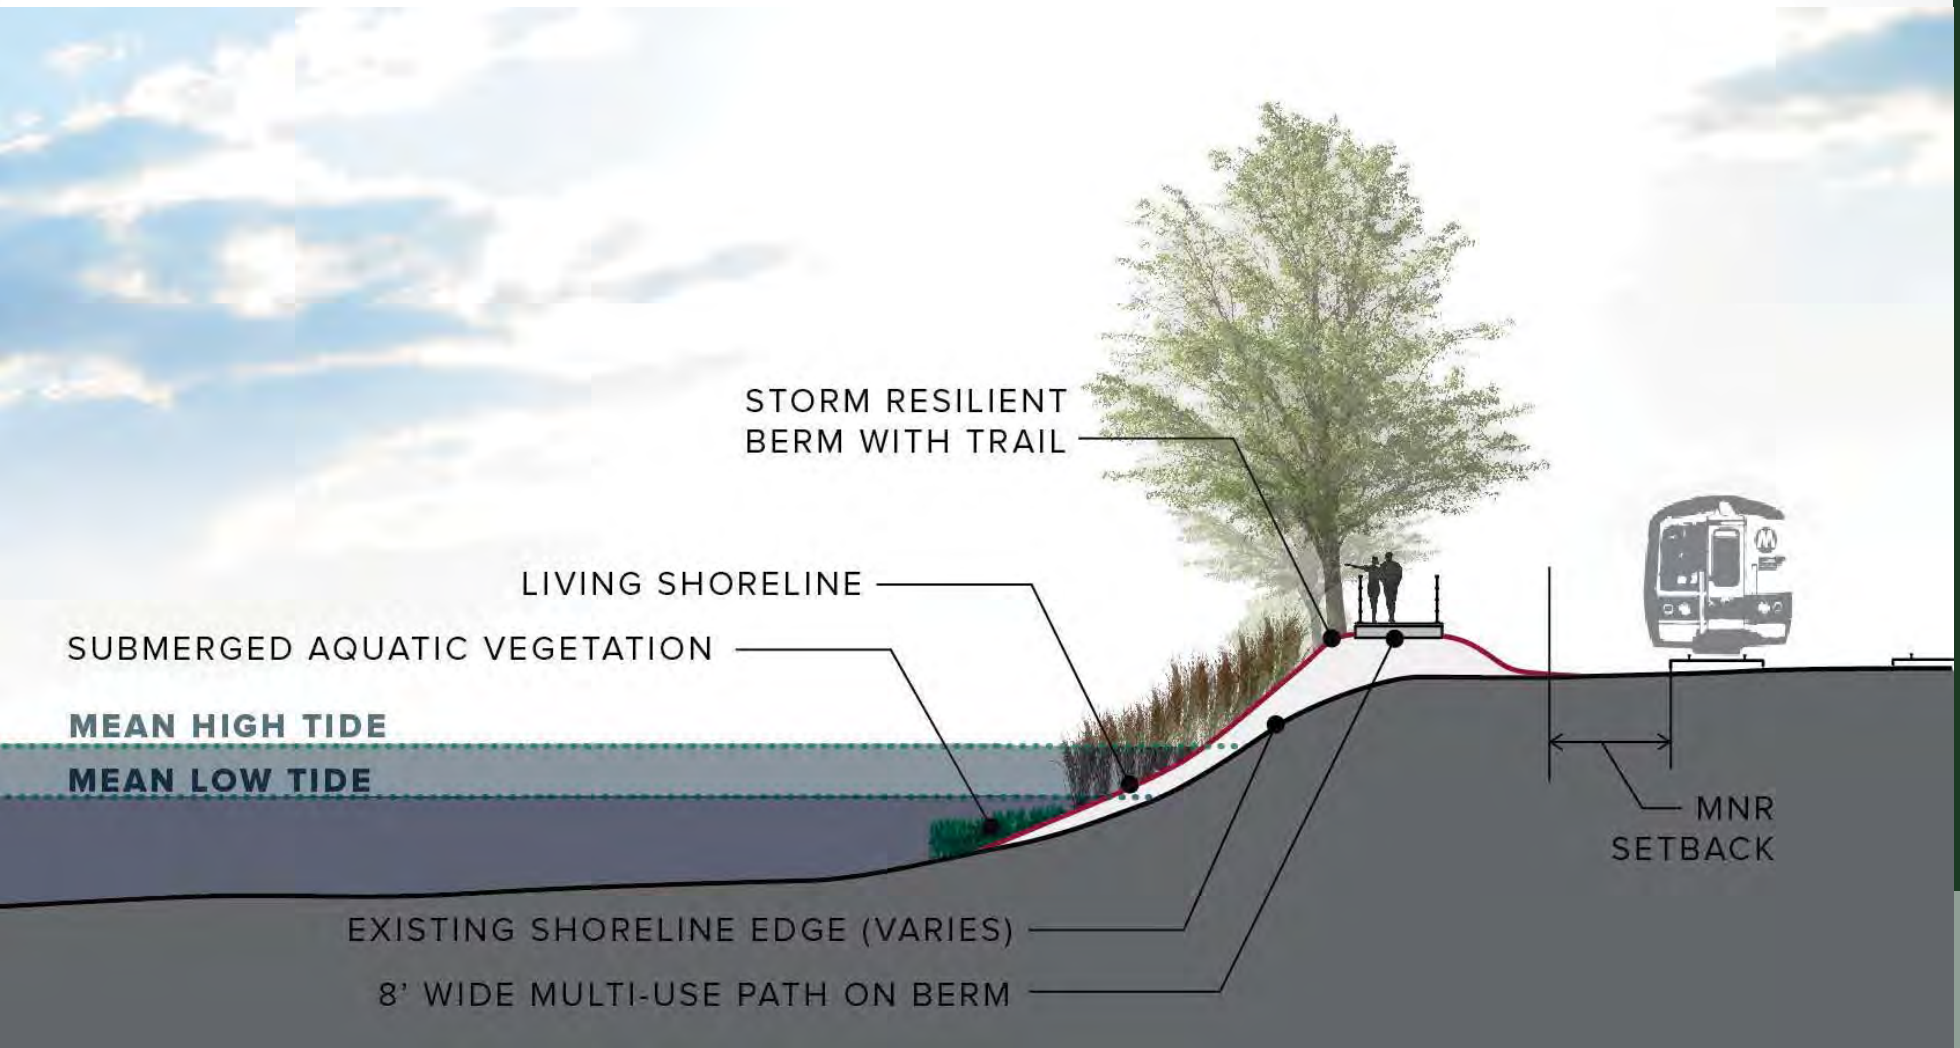 STORM RESILIENT
BERM WITH TRAIL
LIVING SHORELINE
SUBMERGED AQUATIC VEGETATION
MEAN HIGH TIDE
MEAN LOW TIDE
M
MNR
SETBACK
EXISTING SHORELINE EDGE (VARIES)
8’ WIDE MULTI-USE PATH ON BERM